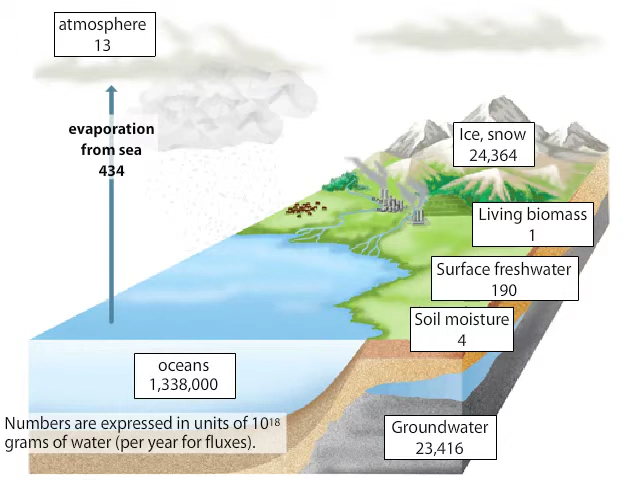 atmosphere
13
evaporation
from sea
434
Ice, snow
24,364
Living biomass
1
Surface freshwater
190
Soil moisture
4
oceans
1,338,000
Numbers are expressed in units of 10¹⁸
grams of water (per year for fluxes).
Groundwater
23,416